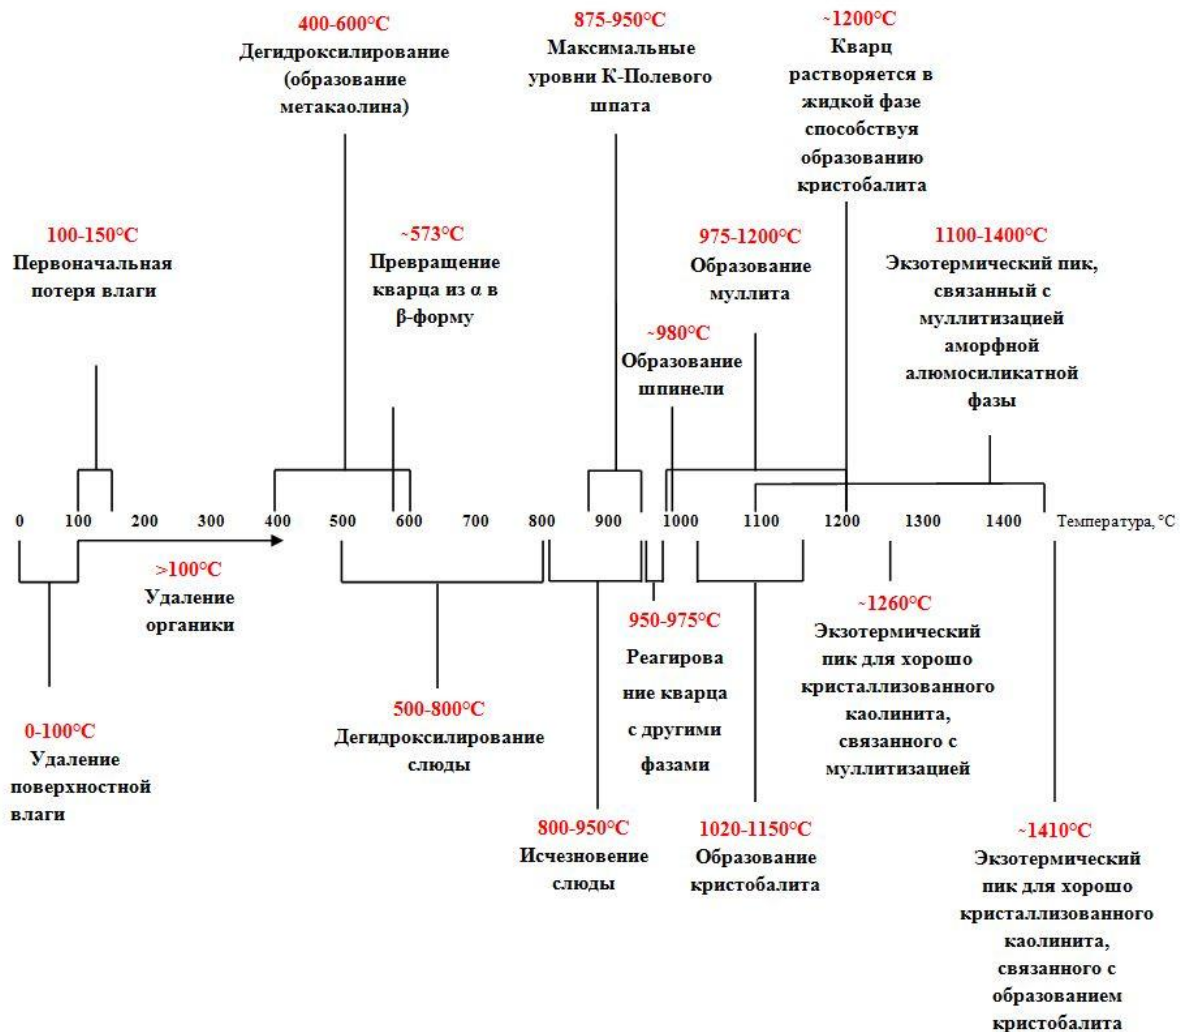 400-600°C
Дегидроксилирование
(образование
метакаолина)
875-950°C
Максимальные
уровни К-Полевого
шпата
~1200°C
Кварц
растворяется в
жидкой фазе
способствуя
образованию
кристобалита
100-150°C
Первоначальная
потеря влаги
~573°C
Превращение
кварца из α в
β-форму
975-1200°C
Образование
муллита
1100-1400°C
Экзотермический пик,
связанный с
муллитизацией
аморфной
алюмосиликатной
фазы
~980°C
Образование
шпинели
0 100 200 300 400 500 600 700 800 900 1000 1100 1200 1300 1400 Температура, °C
>100°C
Удаление
органики
0-100°C
Удаление
поверхностной
влаги
500-800°C
Дегидроксилирование
слюды
950-975°C
Реагирова
ние кварца
с другими
фазами
~1260°C
Экзотермический
пик для хорошо
кристаллизованного
каолинита,
связанного с
муллитизацией
800-950°C
Исчезновение
слюды
1020-1150°C
Образование
кристобалита
~1410°C
Экзотермический
пик для хорошо
кристаллизованного
каолинита,
связанного с
образованием
кристобалита